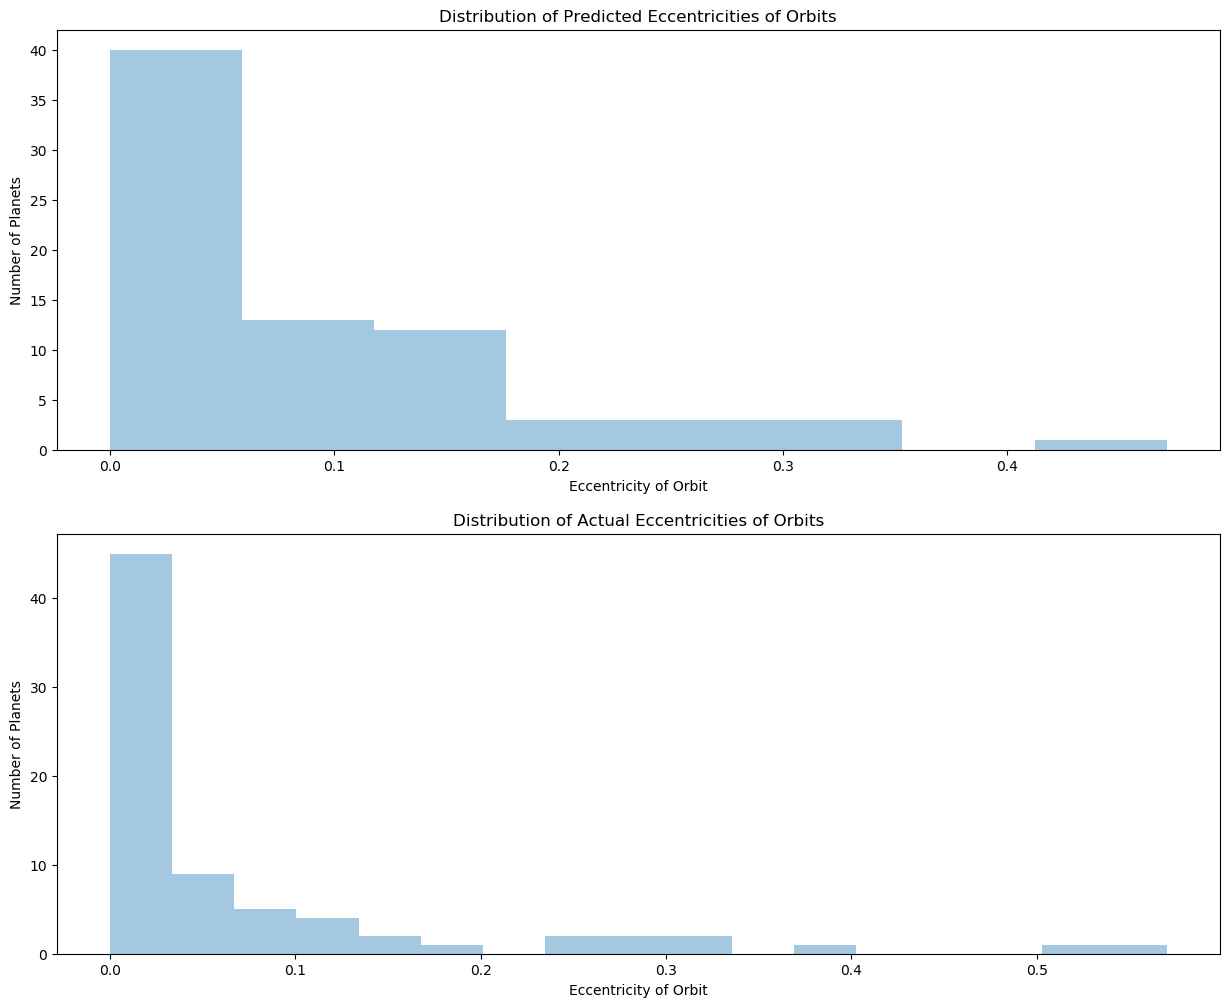 Distribution of Predicted Eccentricities of Orbits
40
35
30
25
20
15
10
5
0
Number of Planets
0.0 0.1 0.2 0.3 0.4
Eccentricity of Orbit
Distribution of Actual Eccentricities of Orbits
40
30
20
10
0
Number of Planets
0.0 0.1 0.2 0.3 0.4 0.5
Eccentricity of Orbit